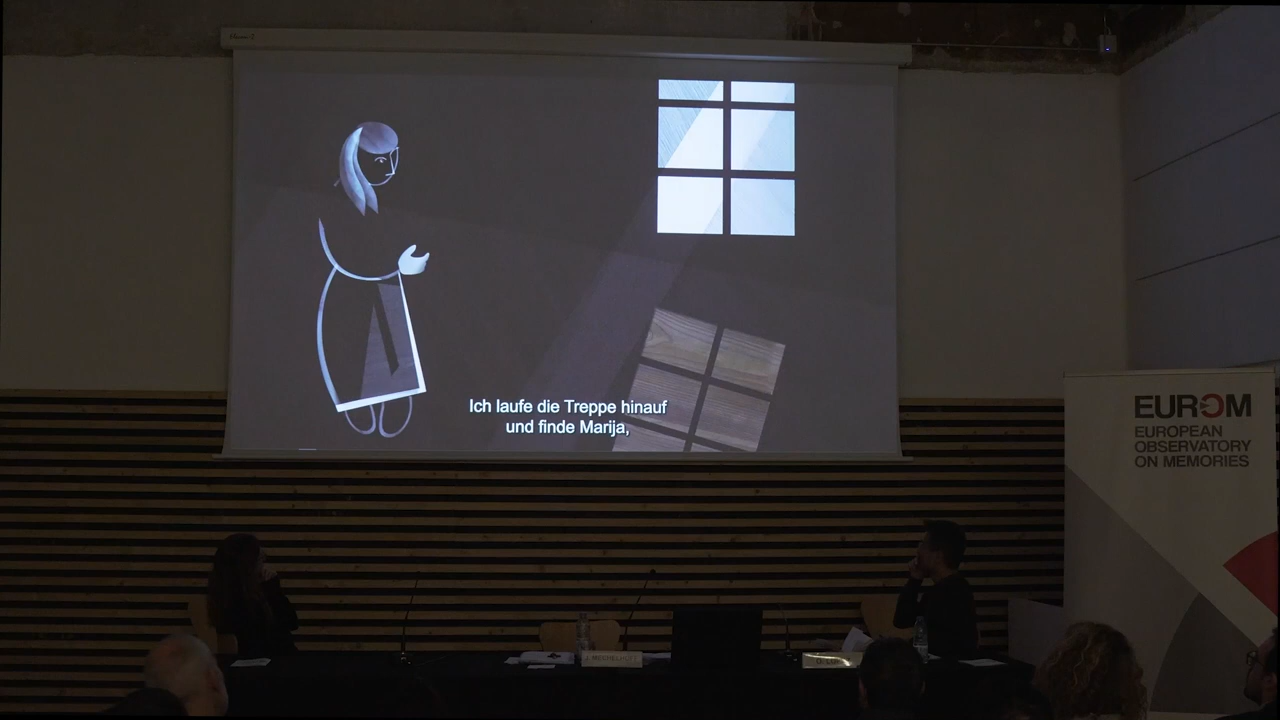 Ich laufe die Treppe hinauf
und finde Marija,
EUROM
EUROPEAN
OBSERVATORY
ON MEMORIES